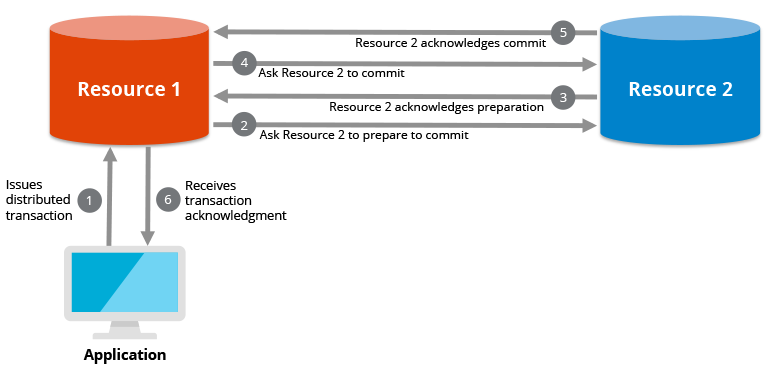 5
Resource 2 acknowledges commit
4
Ask Resource 2 to commit
Resource 1
Resource 2
3
Resource 2 acknowledges preparation
2
Ask Resource 2 to prepare to commit
Issues
distributed
transaction
1
6
Receives
transaction
acknowledgment
Application